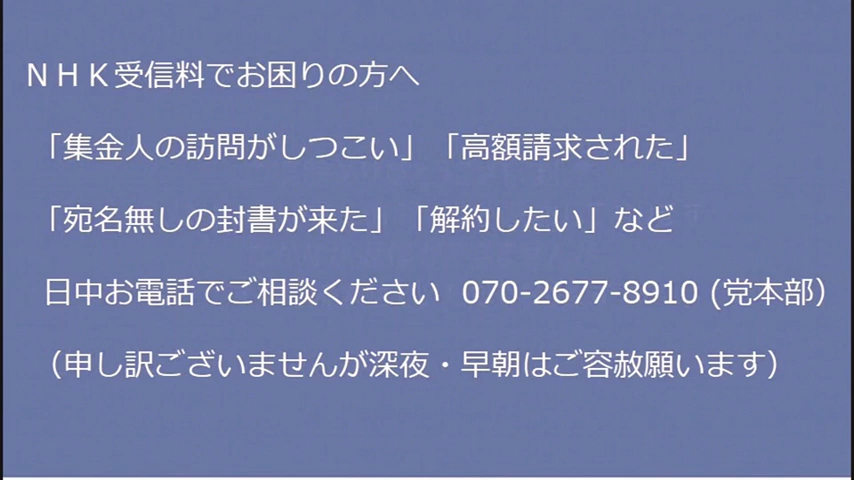 ＮＨＫ受信料でお困りの方へ
「集金人の訪問がしつこい」「高額請求された」
「宛名無しの封書が来た」「解約したい」など
日中お電話でご相談ください 070-2677-8910 (党本部）
（申し訳ございませんが深夜・早朝はご容赦願います）